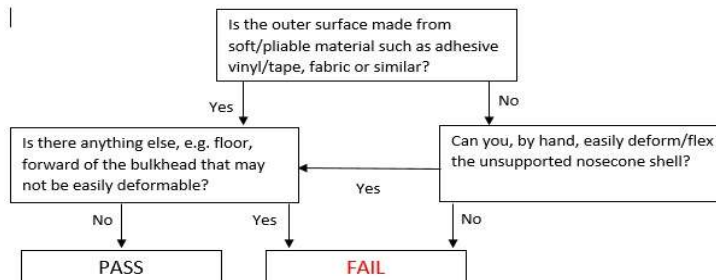 Is the outer surface made from
soft/pliable material such as adhesive
vinyl/tape, fabric or similar?
Yes
No
Is there anything else, e.g. floor,
forward of the bulkhead that may
not be easily deformable?
Can you, by hand, easily deform/flex
the unsupported nosecone shell?
Yes
No
Yes
No
PASS
FAIL